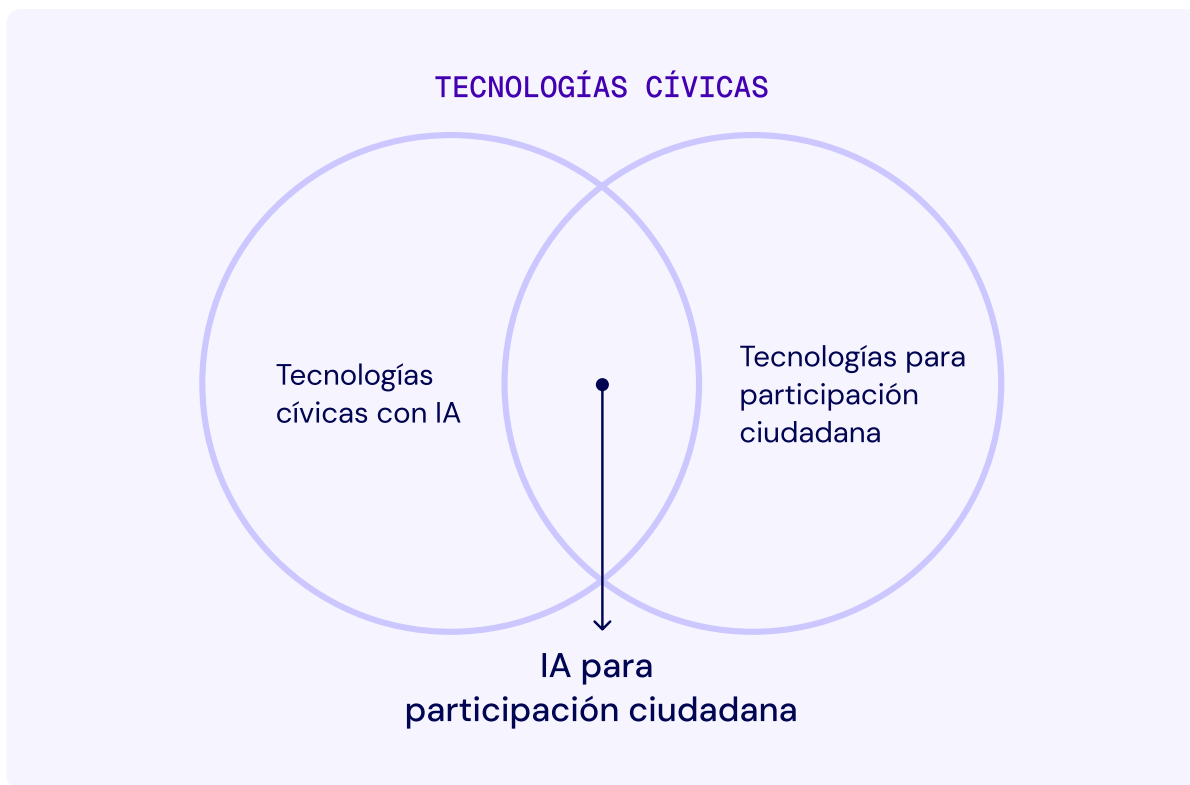 TECNOLOGÍAS CÍVICAS
Tecnologías
cívicas con IA
Tecnologías para
participación
ciudadana
IA para
participación ciudadana